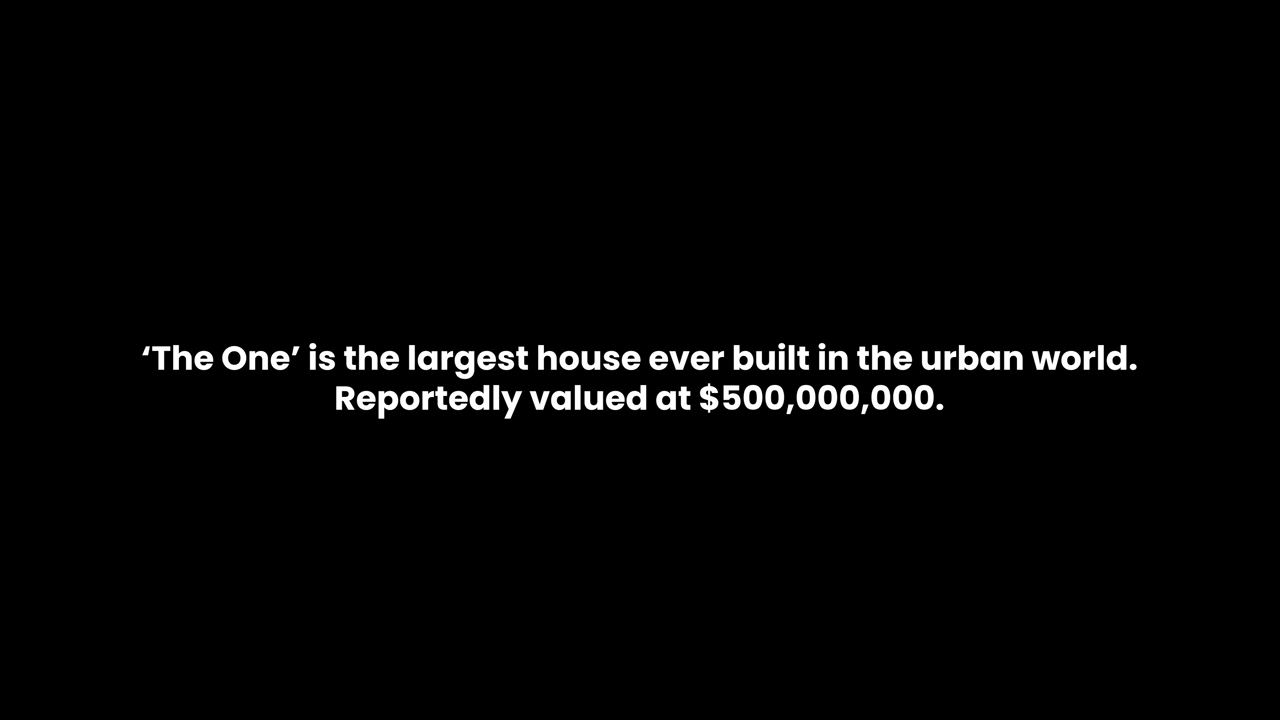 ‘The One’ is the largest house ever built in the urban world.
Reportedly valued at $500,000,000.